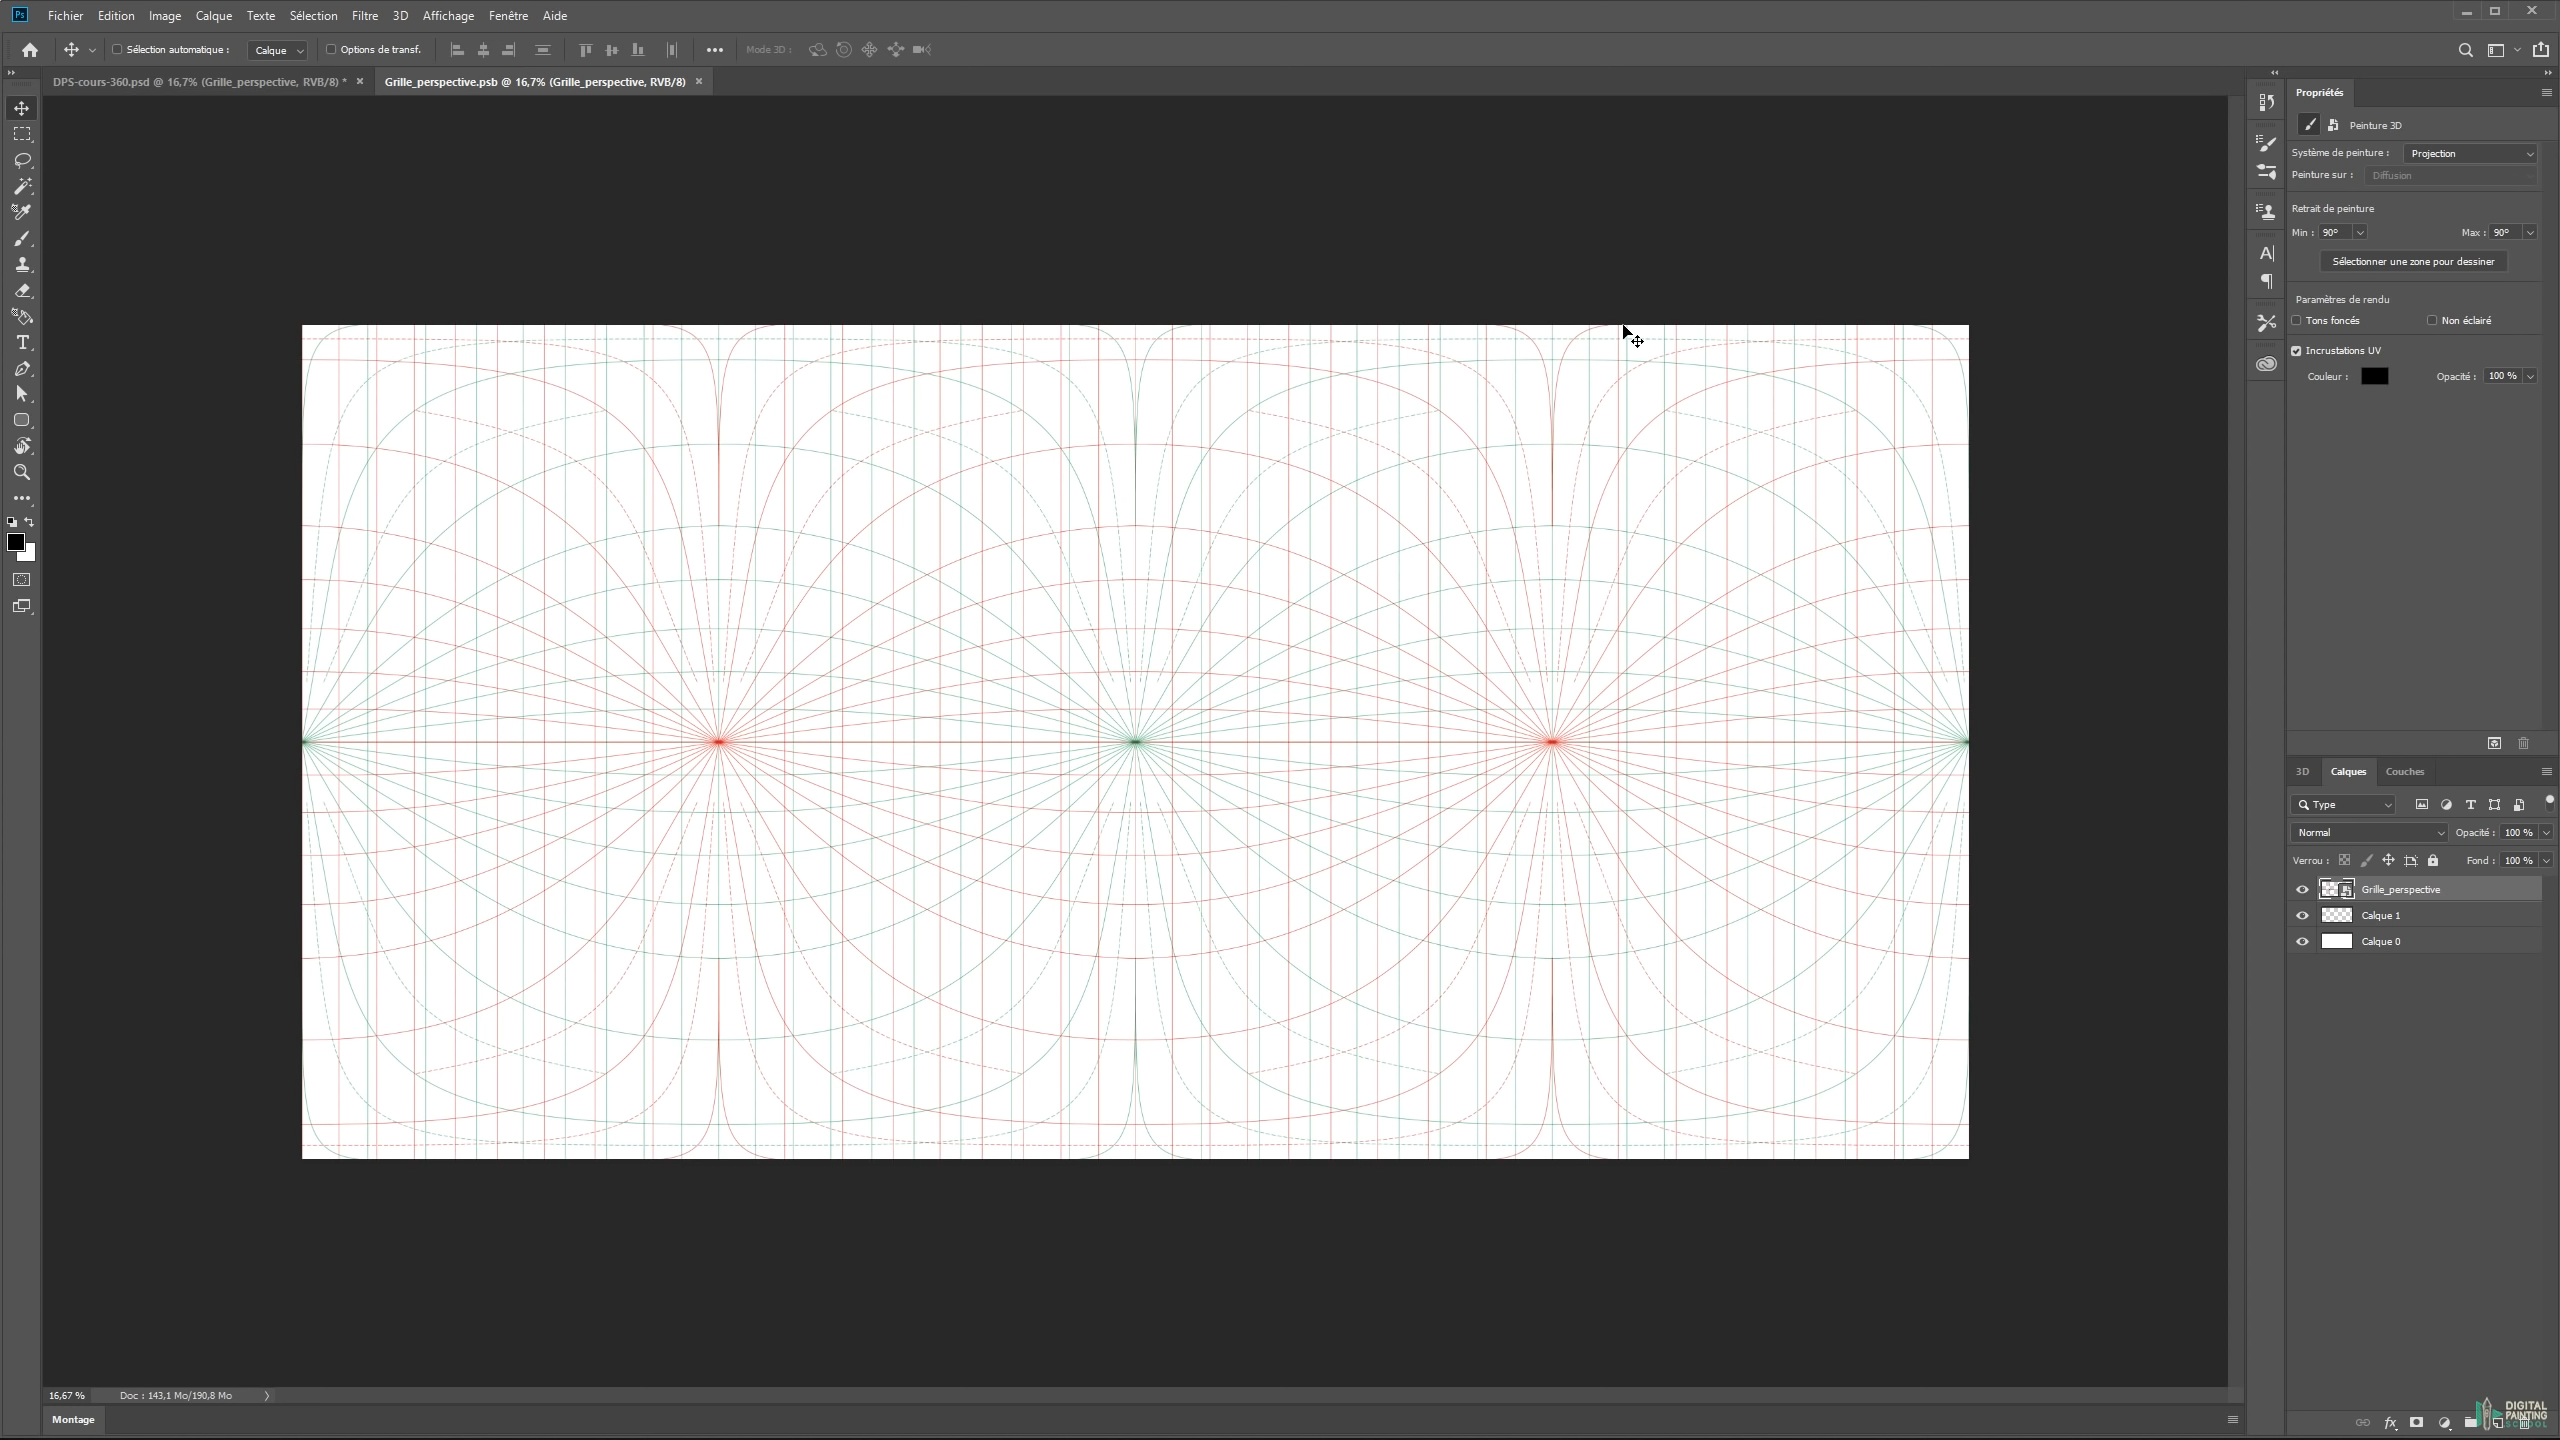 Ps Fichier Edition Image Calque Texte Sélection Filtre 3D Affichage Fenêtre Aide
Sélection automatique : Calque Options de transf. Mode 3D :
DPS-cours-360.psd @ 16,7% (Grille_perspective, RVB/8) * Grille_perspective.psb @ 16,7% (Grille_perspective, RVB/8)
Propriétés
Peinture 3D
Système de peinture : Projection
Peinture sur : Diffusion
Retrait de peinture
Min : 90° Max : 90°
Sélectionner une zone pour dessiner
Paramètres de rendu
Tons foncés Non éclairé
Incrustations UV
Couleur : Opacité : 100 %
3D Calques Couches
Type
Normal Opacité : 100 %
Verrou : Fond : 100 %
Grille_perspective
Calque 1
Calque 0
16,67 % Doc : 143,1 Mo/190,8 Mo
Montage
DIGITAL
PAINTING
SCHOOL